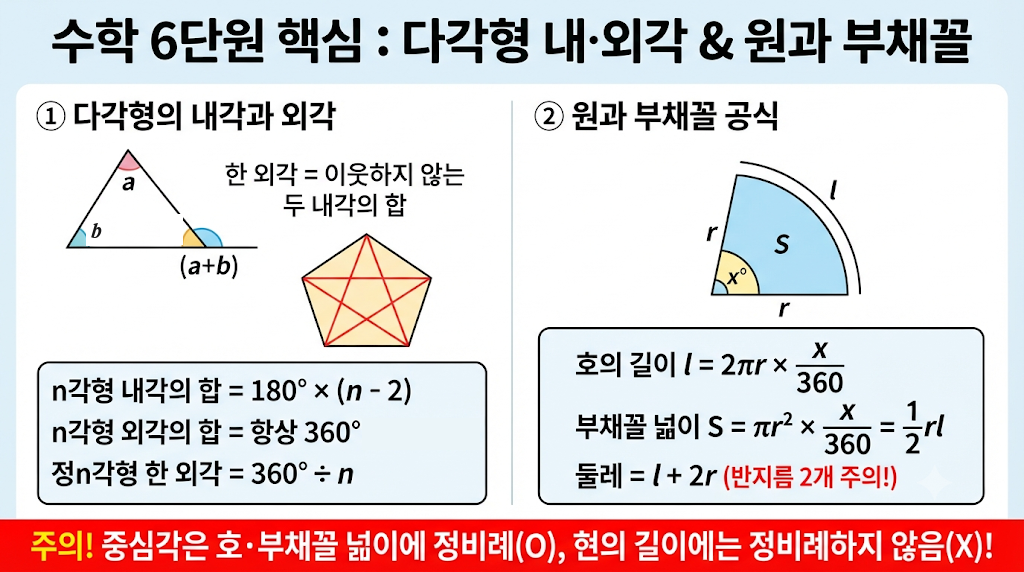 수학 6단원 핵심 : 다각형 내·외각 & 원과 부채꼴
① 다각형의 내각과 외각
a
b
(a+b)
한 외각 = 이웃하지 않는
두 내각의 합
n각형 내각의 합 = 180° × (n - 2)
n각형 외각의 합 = 항상 360°
정n각형 한 외각 = 360° ÷ n
② 원과 부채꼴 공식
l
r
S
x°
r
호의 길이 l = 2πr × x/360
부채꼴 넓이 S = πr² × x/360 = 1/2 rl
둘레 = l + 2r (반지름 2개 주의!)
주의! 중심각은 호·부채꼴 넓이에 정비례(O), 현의 길이에는 정비례하지 않음(X)!